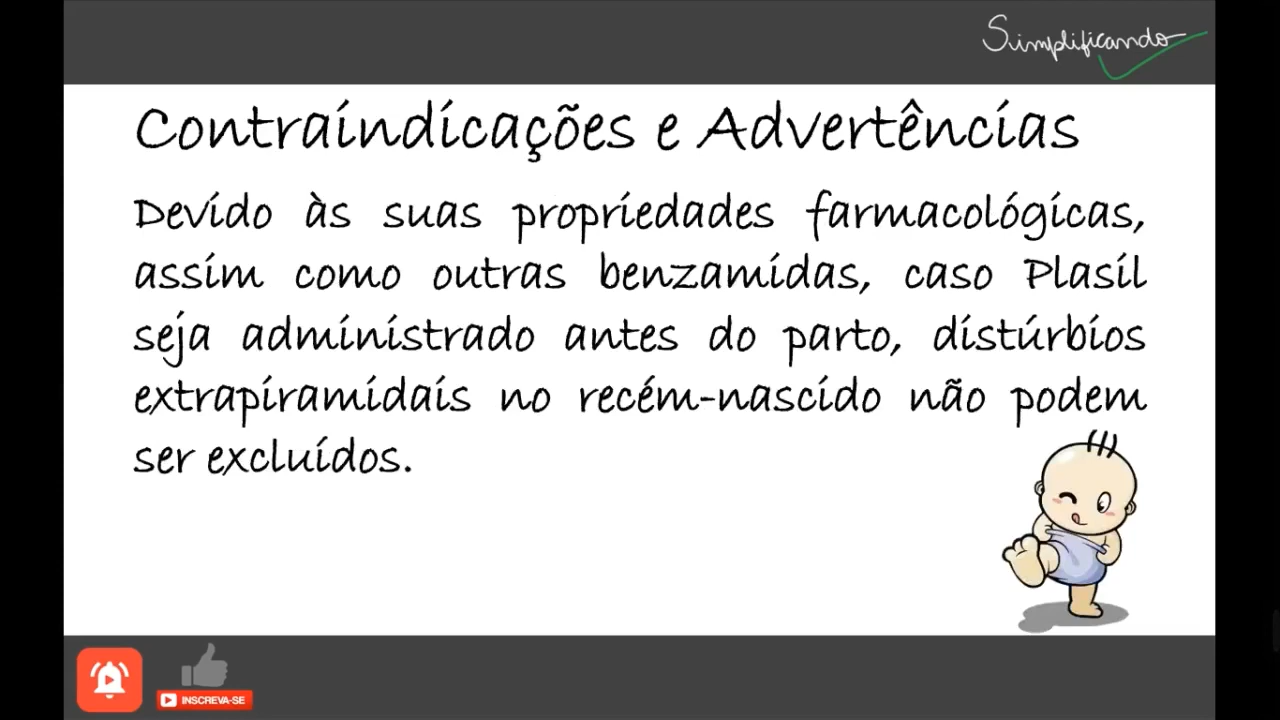 Simplificando
Contraindicações e Advertências
Devido às suas propriedades farmacológicas,
assim como outras benzamidas, caso Plasil
seja administrado antes do parto, distúrbios
extrapiramidais no recém-nascido não podem
ser excluídos.
INSCREVA-SE